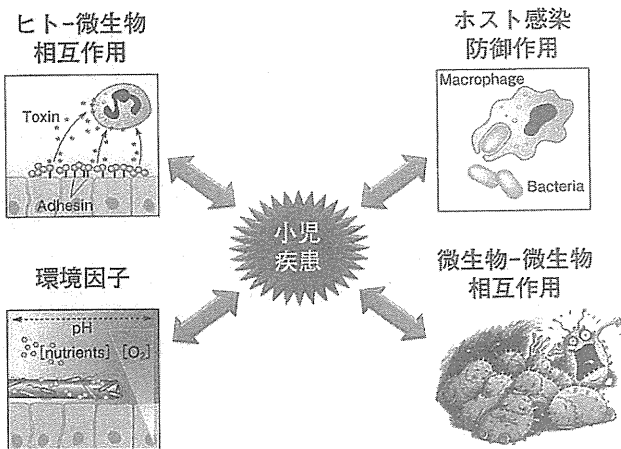 ヒト-微生物
相互作用
Toxin
Adhesin
ホスト感染
防御作用
Macrophage
Bacteria
小児
疾患
環境因子
pH
[nutrients] [O₂]
微生物-微生物
相互作用